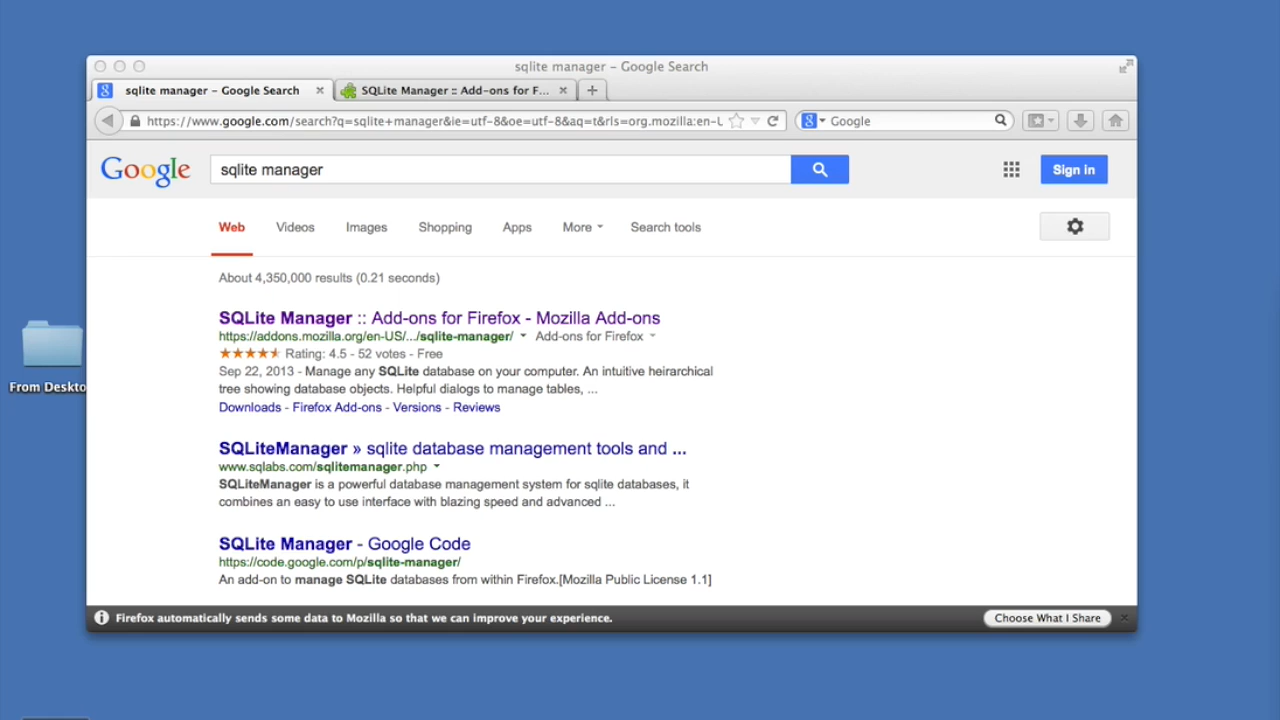 sqlite manager – Google Search
sqlite manager – Google Search
SQLite Manager :: Add-ons for F...
https://www.google.com/search?q=sqlite+manager&ie=utf-8&oe=utf-8&aq=t&rls=org.mozilla:en-U
Google
Google
sqlite manager
Sign in
Web Videos Images Shopping Apps More Search tools
About 4,350,000 results (0.21 seconds)
SQLite Manager :: Add-ons for Firefox - Mozilla Add-ons
https://addons.mozilla.org/en-US/.../sqlite-manager/ Add-ons for Firefox
Rating: 4.5 - 52 votes - Free
Sep 22, 2013 - Manage any SQLite database on your computer. An intuitive heirarchical
tree showing database objects. Helpful dialogs to manage tables, ...
Downloads - Firefox Add-ons - Versions - Reviews
From Deskto
SQLiteManager » sqlite database management tools and ...
www.sqlabs.com/sqlitemanager.php
SQLiteManager is a powerful database management system for sqlite databases, it
combines an easy to use interface with blazing speed and advanced ...
SQLite Manager - Google Code
https://code.google.com/p/sqlite-manager/
An add-on to manage SQLite databases from within Firefox.[Mozilla Public License 1.1]
Firefox automatically sends some data to Mozilla so that we can improve your experience.
Choose What I Share